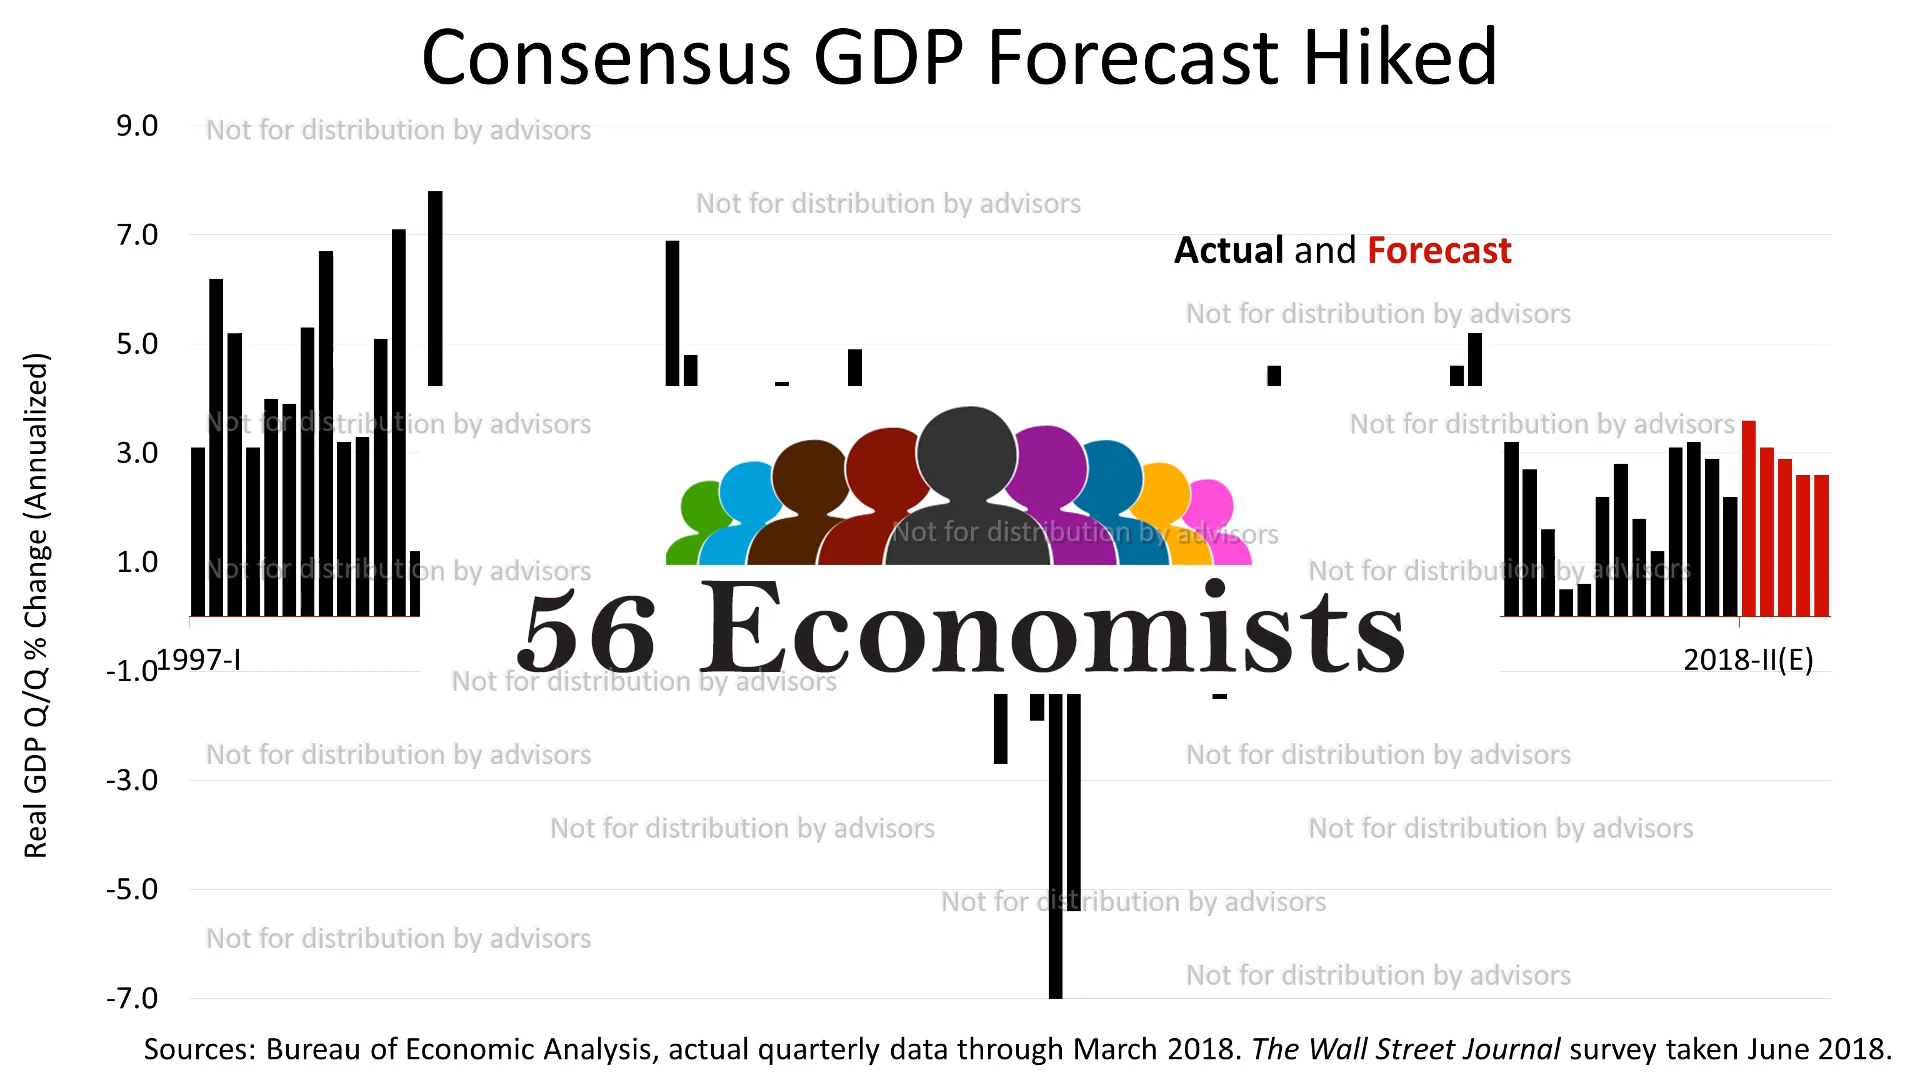 Consensus GDP Forecast Hiked
9.0
Not for distribution by advisors
Not for distribution by advisors
7.0
Actual and Forecast
Not for distribution by advisors
5.0
Not for distribution by advisors
Not for distribution by advisors
3.0
Not for distribution by advisors
1.0
Not for distribution by advisors
Not for distribution by advisors
56 Economists
Real GDP Q/Q % Change (Annualized)
-1.0
1997-I
2018-II(E)
Not for distribution by advisors
Not for distribution by advisors
Not for distribution by advisors
-3.0
Not for distribution by advisors
Not for distribution by advisors
-5.0
Not for distribution by advisors
Not for distribution by advisors
Not for distribution by advisors
-7.0
Sources: Bureau of Economic Analysis, actual quarterly data through March 2018. The Wall Street Journal survey taken June 2018.